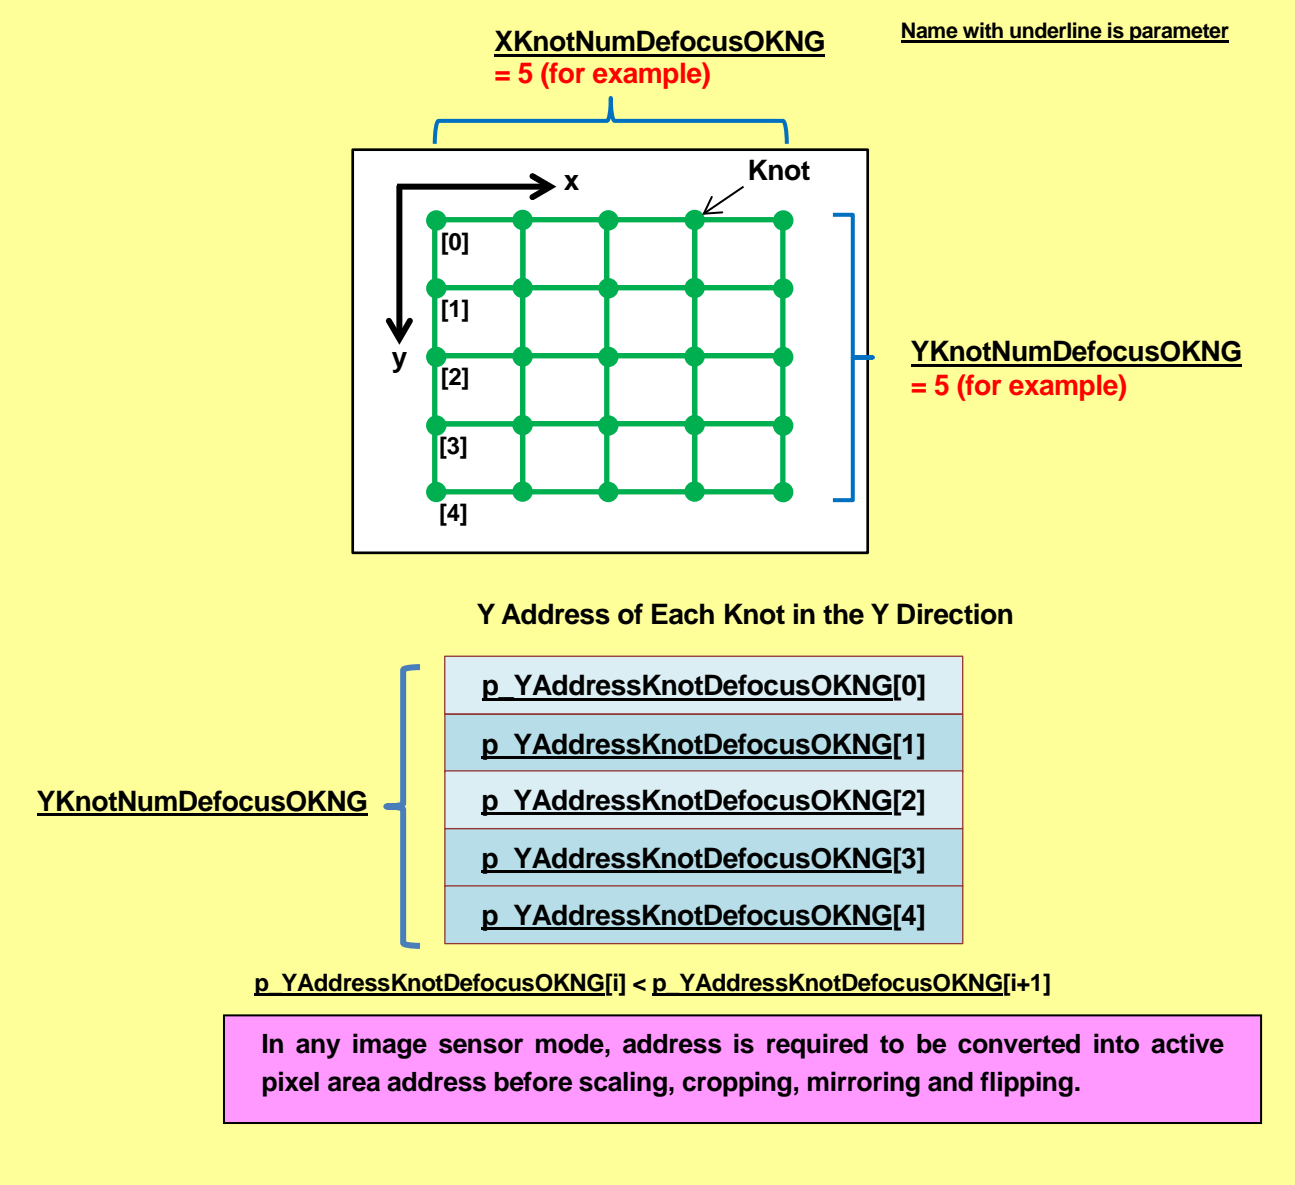 XKnotNumDefocusOKNG
= 5 (for example)
Name with underline is parameter
Knot
x
[0]
[1]
y
[2]
[3]
[4]
YKnotNumDefocusOKNG
= 5 (for example)
Y Address of Each Knot in the Y Direction
p_YAddressKnotDefocusOKNG[0]
p_YAddressKnotDefocusOKNG[1]
p_YAddressKnotDefocusOKNG[2]
p_YAddressKnotDefocusOKNG[3]
p_YAddressKnotDefocusOKNG[4]
YKnotNumDefocusOKNG
p_YAddressKnotDefocusOKNG[i] < p_YAddressKnotDefocusOKNG[i+1]
In any image sensor mode, address is required to be converted into active
pixel area address before scaling, cropping, mirroring and flipping.